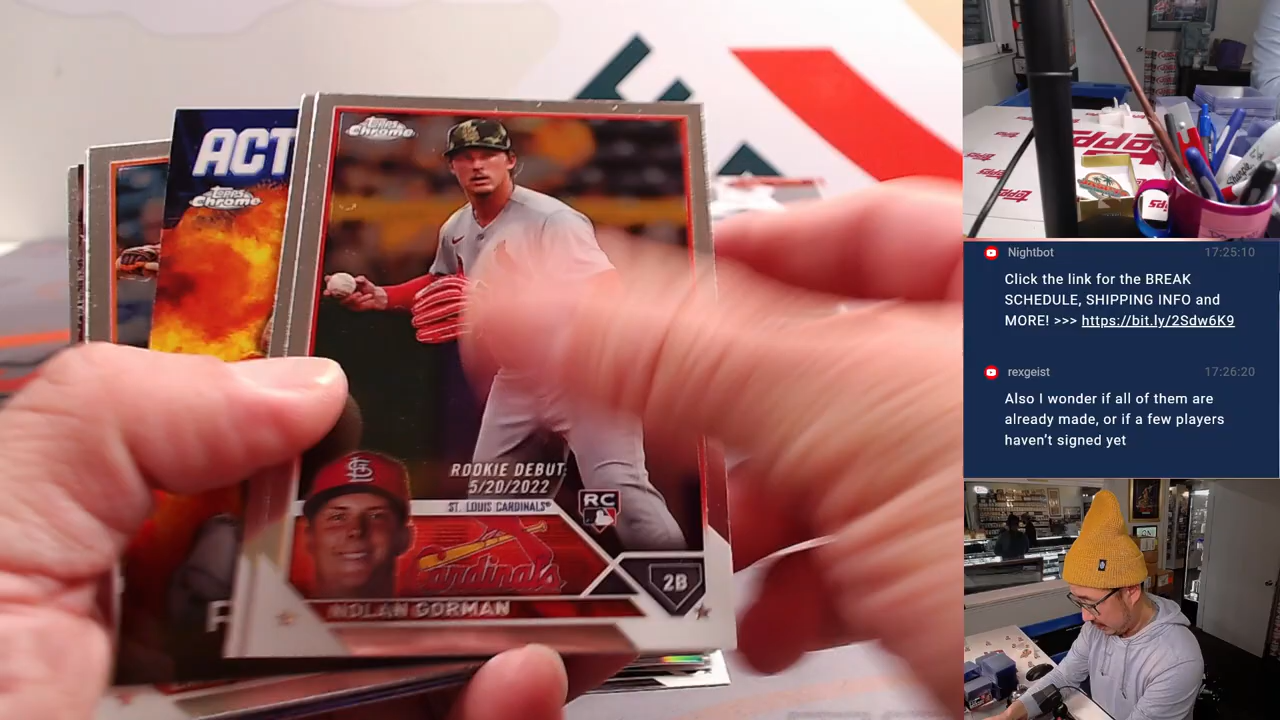 ACT
Topps
Chrome
Topps
Chrome
ROOKIE DEBUT
5/20/2022
ST. LOUIS CARDINALS®
RC
Cardinals
2B
NOLAN GORMAN
Topps
Nightbot 17:25:10
Click the link for the BREAK
SCHEDULE, SHIPPING INFO and
MORE! >>> https://bit.ly/2Sdw6K9
rexgeist 17:26:20
Also I wonder if all of them are
already made, or if a few players
haven't signed yet